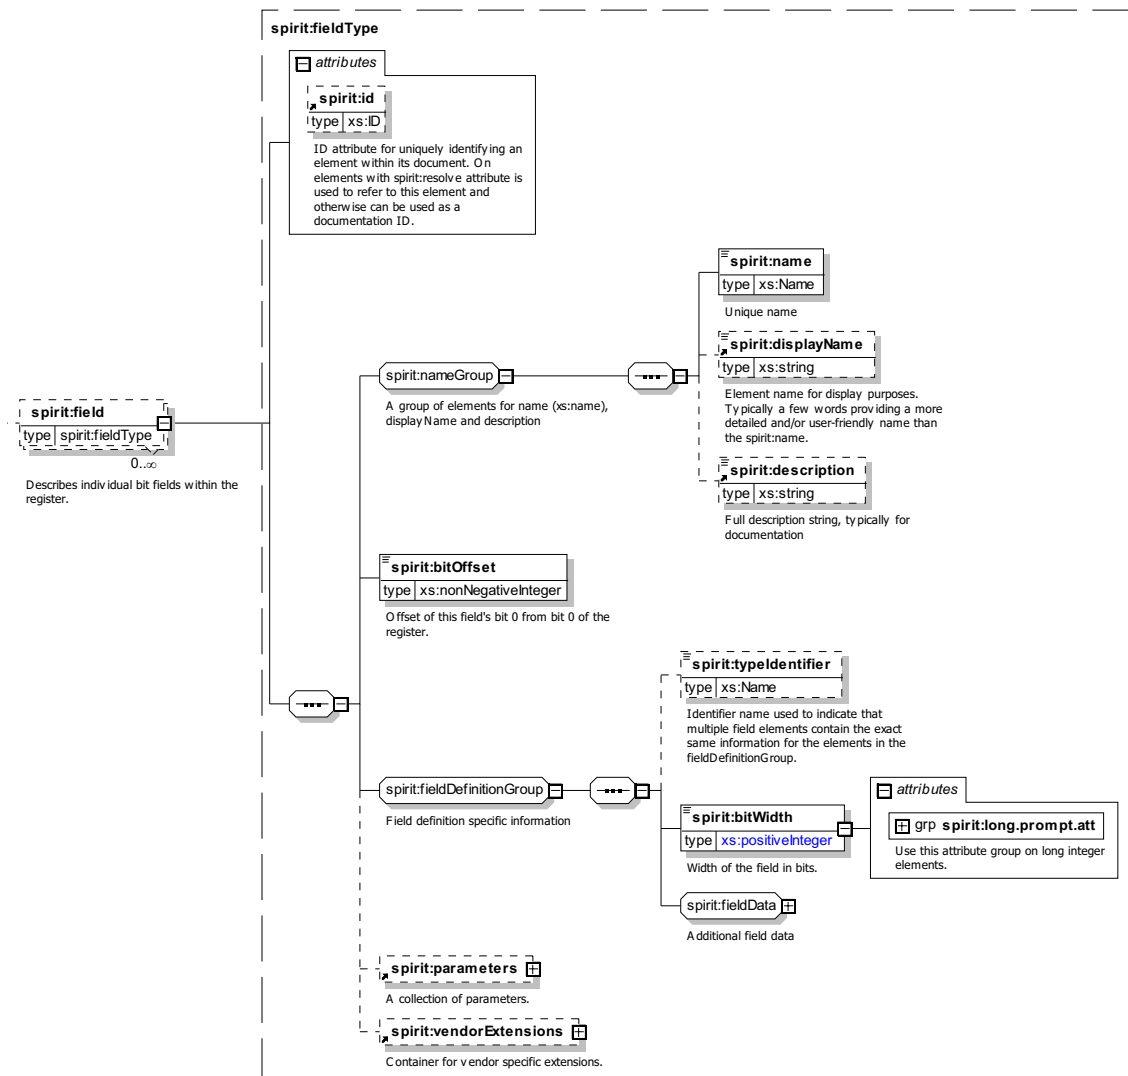 spirit:fieldType
attributes
spirit:id
type xs:ID
ID attribute for uniquely identifying an
element within its document. On
elements with spirit:resolve attribute is
used to refer to this element and
otherwise can be used as a
documentation ID.
spirit:name
type xs:Name
Unique name
spirit:displayName
type xs:string
Element name for display purposes.
Typically a few words providing a more
detailed and/or user-friendly name than
the spirit:name.
spirit:nameGroup
A group of elements for name (xs:name),
displayName and description
spirit:field
type spirit:fieldType
0..∞
Describes individual bit fields within the
register.
spirit:description
type xs:string
Full description string, typically for
documentation
spirit:bitOffset
type xs:nonNegativeInteger
Offset of this field's bit 0 from bit 0 of the
register.
spirit:typeIdentifier
type xs:Name
Identifier name used to indicate that
multiple field elements contain the exact
same information for the elements in the
fieldDefinitionGroup.
spirit:fieldDefinitionGroup
Field definition specific information
spirit:bitWidth
type xs:positiveInteger
Width of the field in bits.
attributes
grp spirit:long.prompt.att
Use this attribute group on long integer
elements.
spirit:fieldData
Additional field data
spirit:parameters
A collection of parameters.
spirit:vendorExtensions
Container for vendor specific extensions.